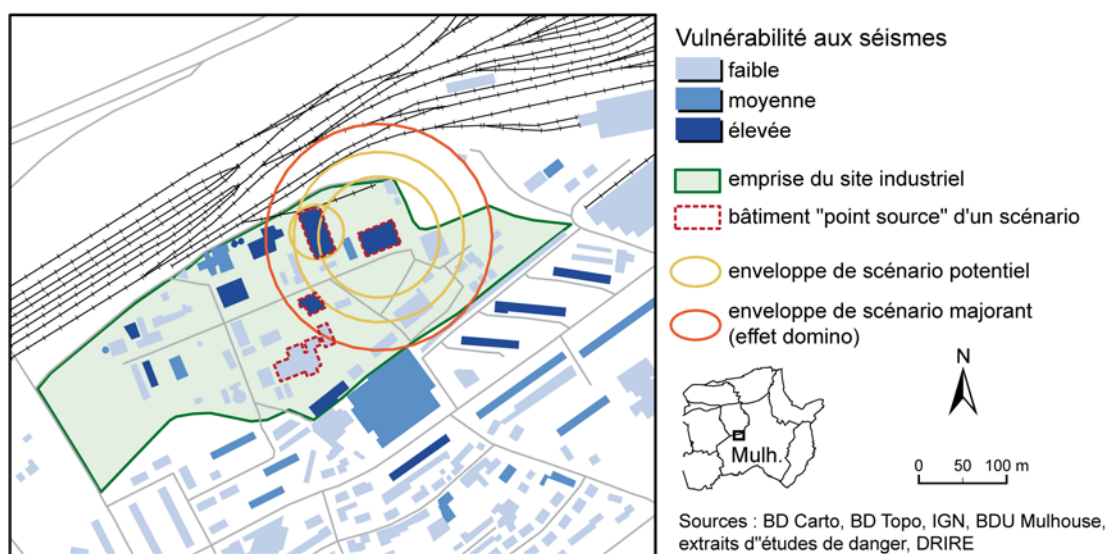 Vulnérabilité aux séismes
faible
moyenne
élevée
emprise du site industriel
bâtiment "point source" d'un scénario
enveloppe de scénario potentiel
enveloppe de scénario majorant
(effet domino)
N
Mulh.
0 50 100 m
Sources : BD Carto, BD Topo, IGN, BDU Mulhouse,
extraits d"études de danger, DRIRE